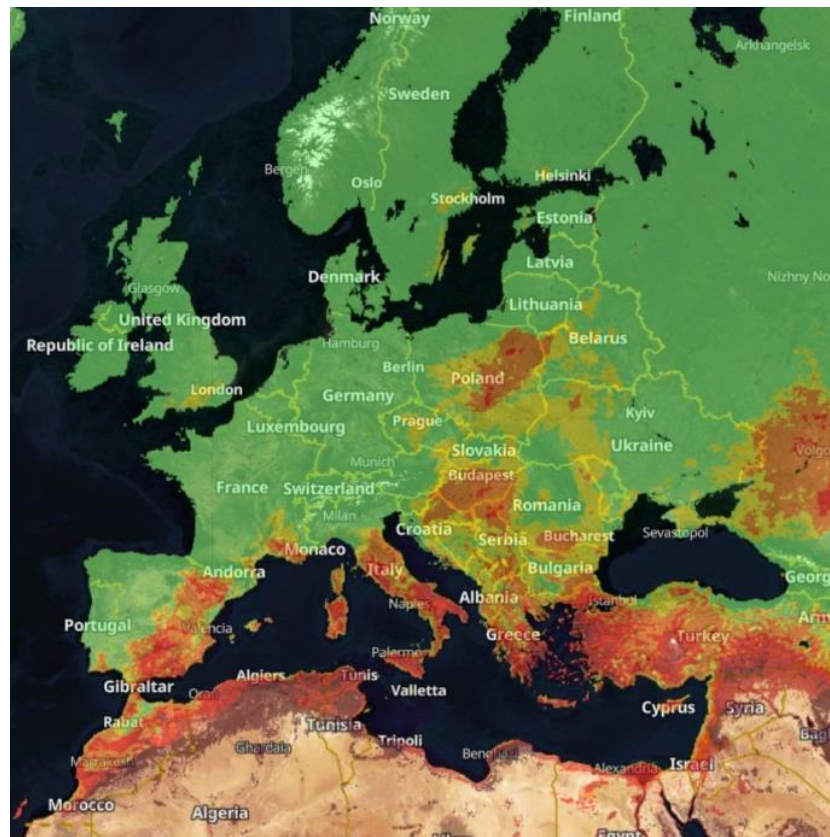 Norway
Finland
Arkhangelsk
Sweden
Bergen
Oslo
Helsinki
Stockholm
Estonia
Latvia
Denmark
Nizhny No
Glasgow
Lithuania
United Kingdom
Republic of Ireland
Hamburg
Belarus
Berlin
Poland
London
Germany
Kyiv
Prague
Luxembourg
Ukraine
Slovakia
Volgo
Munich
Budapest
France
Switzerland
Romania
Milan
Croatia
Sevastopol
Serbia
Bucharest
Monaco
Italy
Bulgaria
Andorra
Georg
Albania
Istanbul
Naples
Portugal
Valencia
Greece
Turkey
Arm
Palermo
Algiers
Tunis
Gibraltar
Oran
Valletta
Cyprus
Syria
Rabat
Tunisia
Tripoli
Bagh
Ghardaia
Benghazi
Marrakesh
Alexandria
Israel
Morocco
Algeria
Egypt